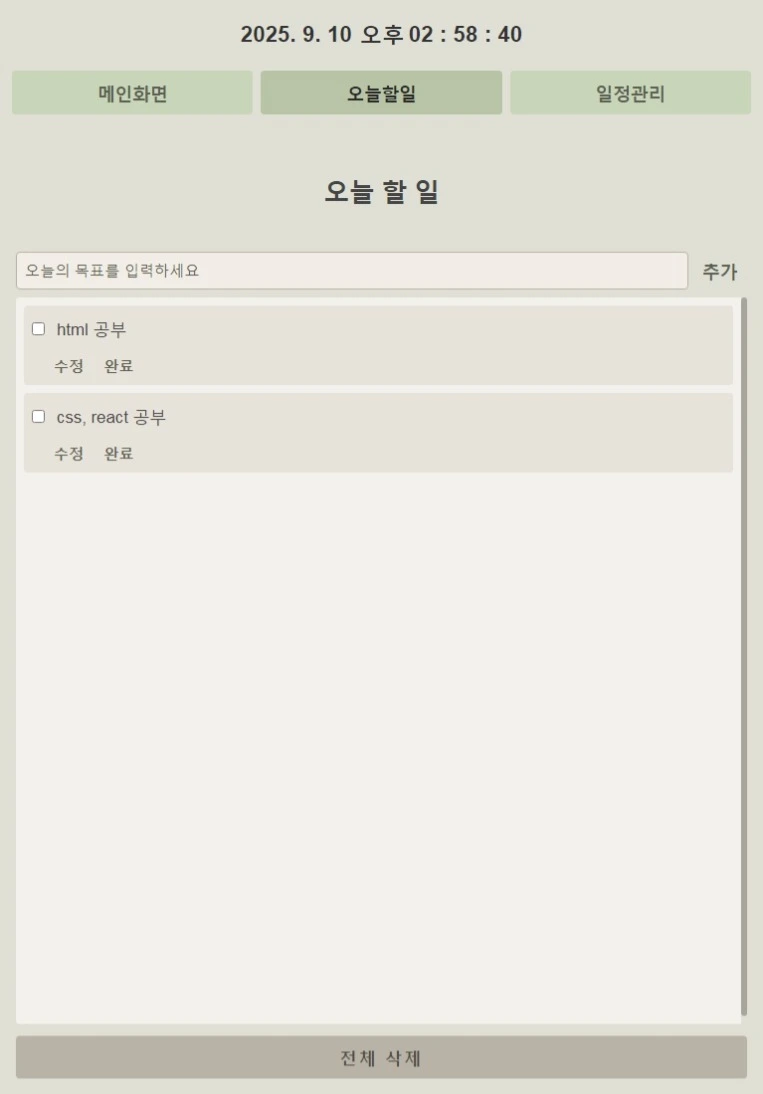 2025. 9. 10 오후 02 : 58 : 40
메인화면 오늘할일 일정관리
오늘 할 일
오늘의 목표를 입력하세요 추가
html 공부
수정 완료
css, react 공부
수정 완료
전체 삭제